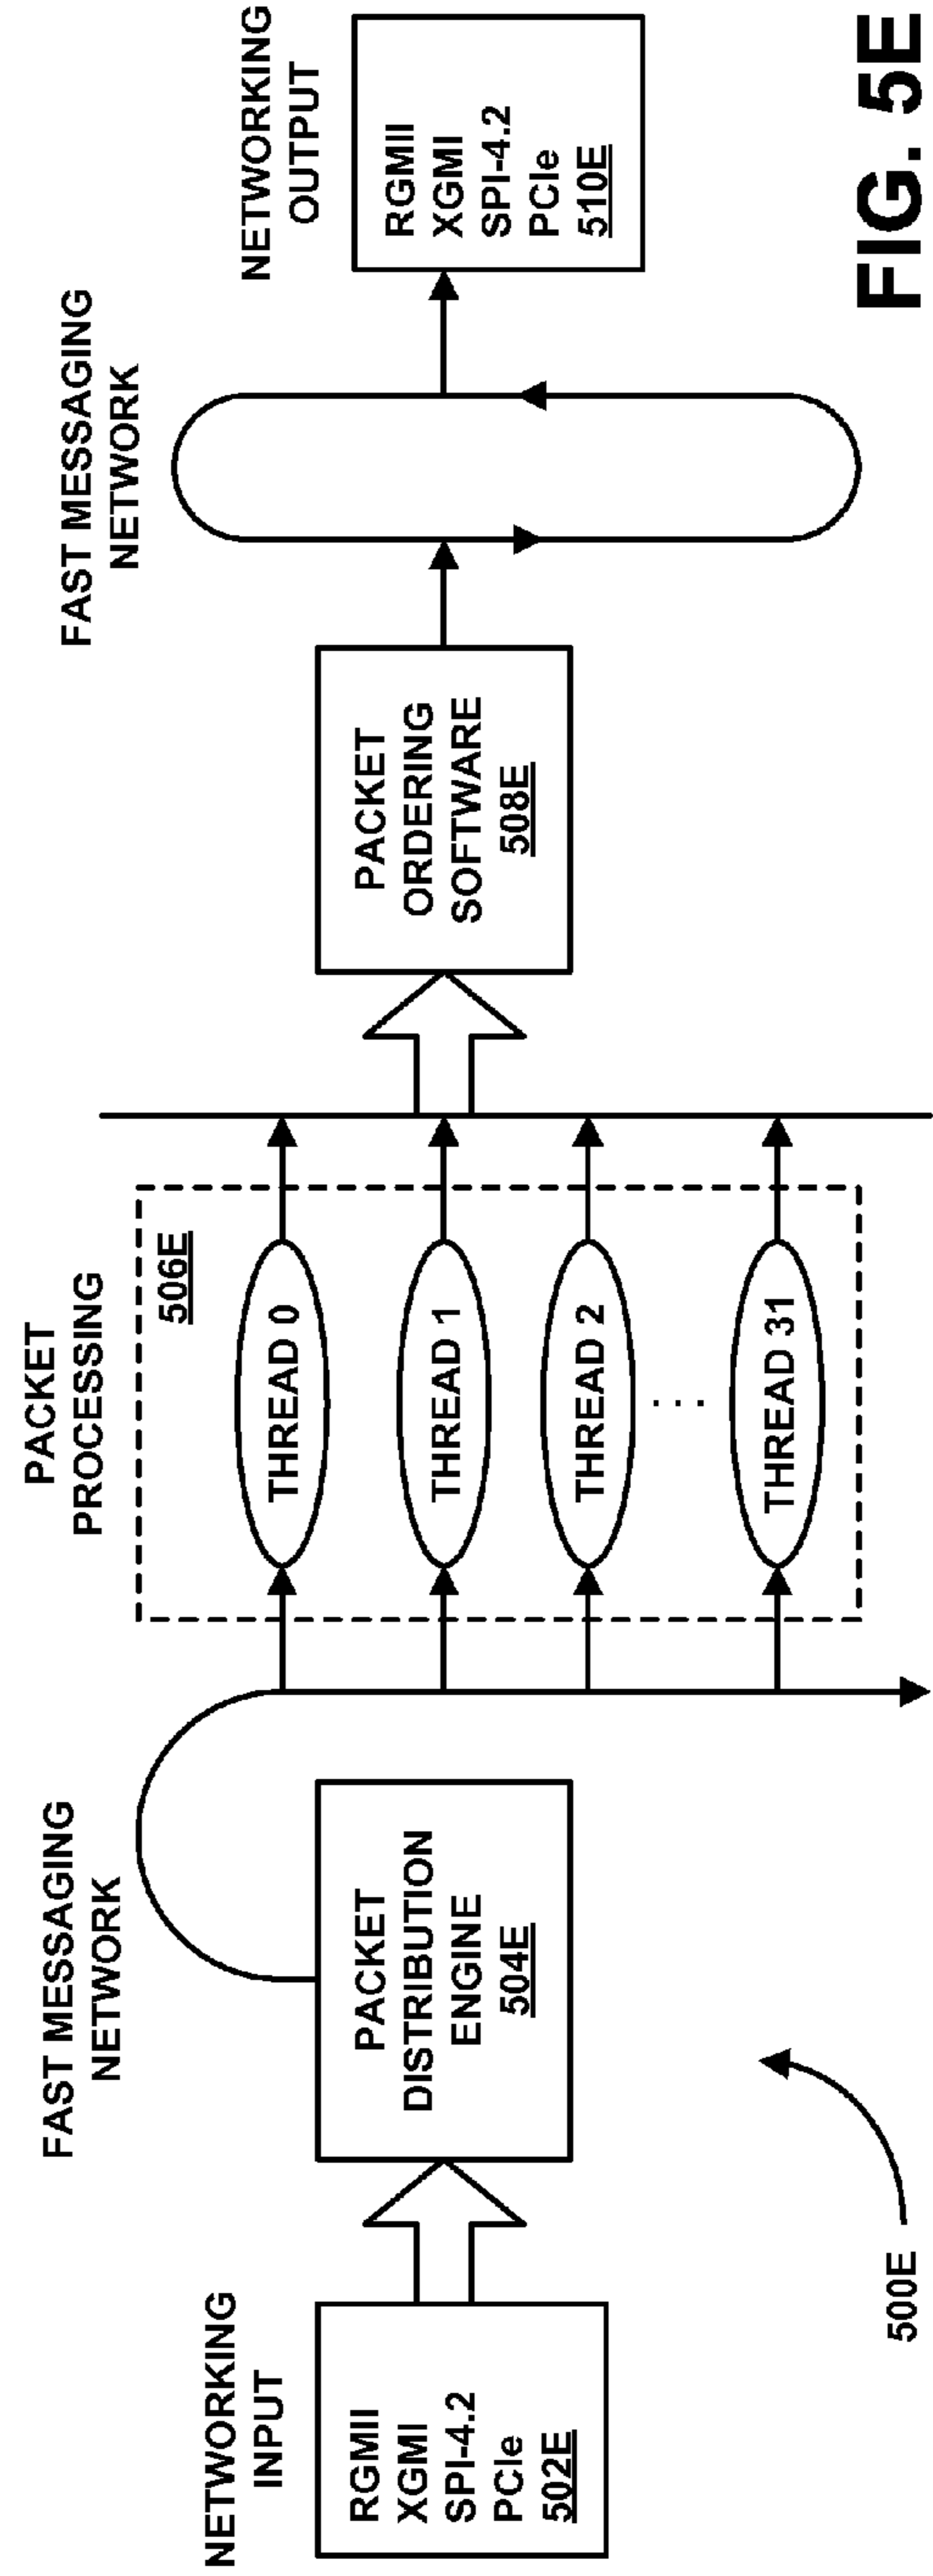 NETWORKING
INPUT
RGMII
XGMI
SPI-4.2
PCIe
502E
FAST MESSAGING
NETWORK
PACKET
DISTRIBUTION
ENGINE
504E
PACKET
PROCESSING
506E
THREAD 0
THREAD 1
THREAD 2
...
THREAD 31
PACKET
ORDERING
SOFTWARE
508E
FAST MESSAGING
NETWORK
NETWORKING
OUTPUT
RGMII
XGMI
SPI-4.2
PCIe
510E
500E
FIG. 5E